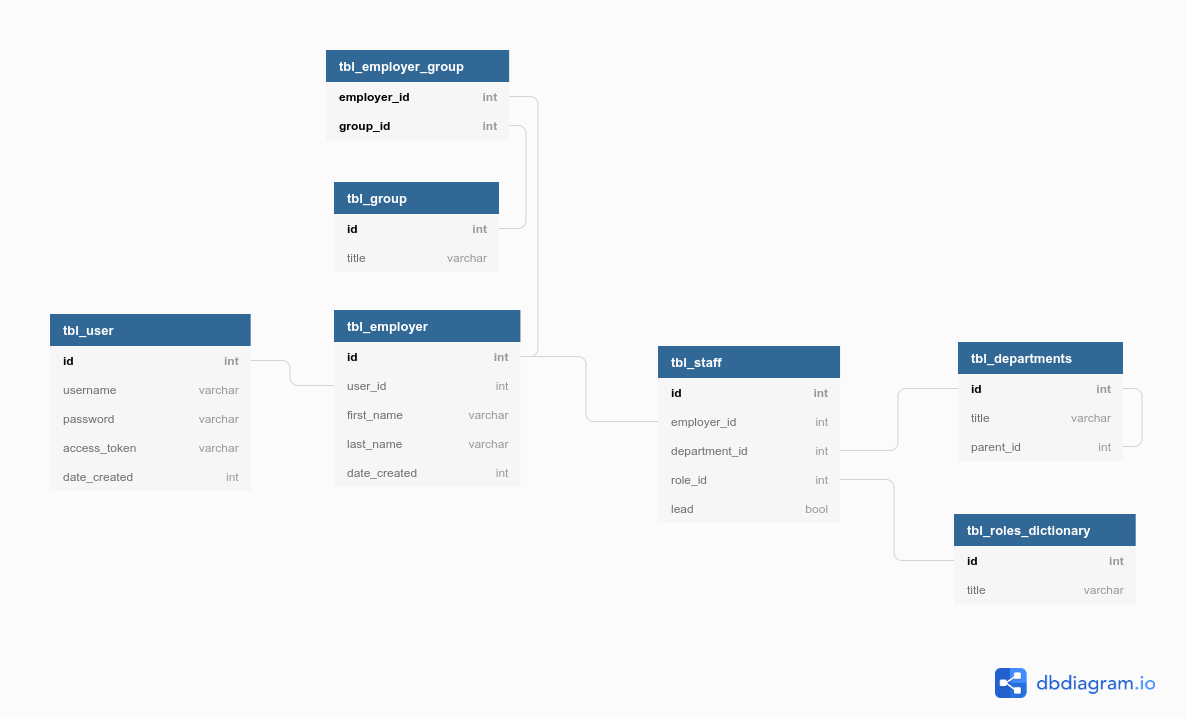 tbl_employer_group
employer_id int
group_id int
tbl_group
id int
title varchar
tbl_user
id int
username varchar
password varchar
access_token varchar
date_created int
tbl_employer
id int
user_id int
first_name varchar
last_name varchar
date_created int
tbl_staff
id int
employer_id int
department_id int
role_id int
lead bool
tbl_departments
id int
title varchar
parent_id int
tbl_roles_dictionary
id int
title varchar
dbdiagram.io